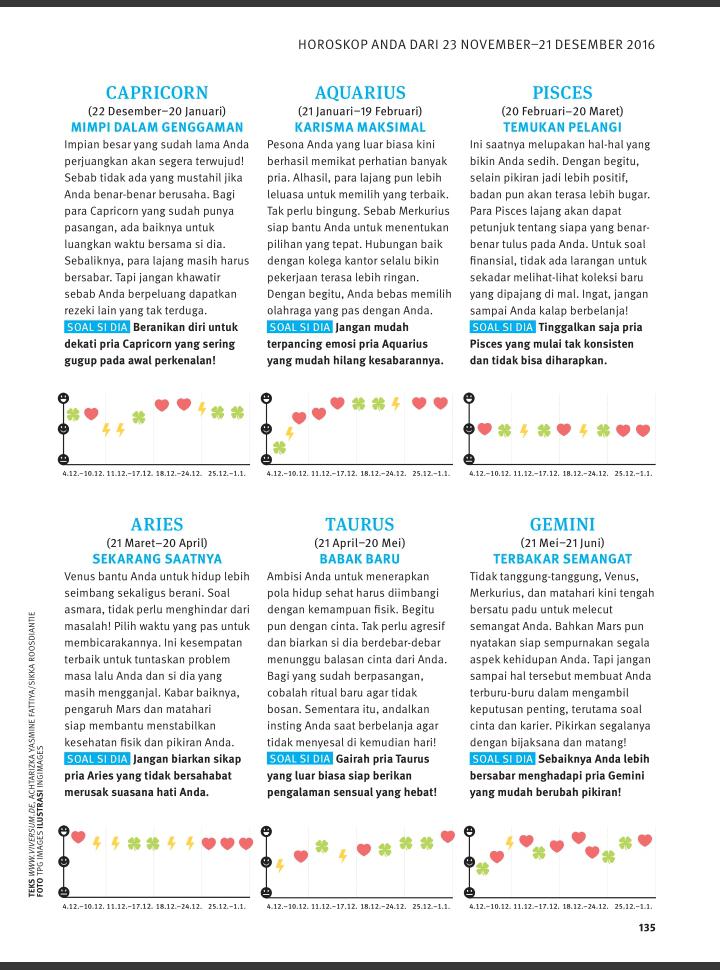 HOROSKOP ANDA DARI 23 NOVEMBER–21 DESEMBER 2016
CAPRICORN
(22 Desember–20 Januari)
MIMPI DALAM GENGGAMAN
Impian besar yang sudah lama Anda
perjuangkan akan segera terwujud!
Sebab tidak ada yang mustahil jika
Anda benar-benar berusaha. Bagi
para Capricorn yang sudah punya
pasangan, ada baiknya untuk
luangkan waktu bersama si dia.
Sebaliknya, para lajang masih harus
bersabar. Tapi jangan khawatir
sebab Anda berpeluang dapatkan
rezeki lain yang tak terduga.
SOAL SI DIA Beranikan diri untuk
dekati pria Capricorn yang sering
gugup pada awal perkenalan!
4.12.–10.12. 11.12.–17.12. 18.12.–24.12. 25.12.–1.1.
AQUARIUS
(21 Januari–19 Februari)
KARISMA MAKSIMAL
Pesona Anda yang luar biasa kini
berhasil memikat perhatian banyak
pria. Alhasil, para lajang pun lebih
leluasa untuk memilih yang terbaik.
Tak perlu bingung. Sebab Merkurius
siap bantu Anda untuk menentukan
pilihan yang tepat. Hubungan baik
dengan kolega kantor selalu bikin
pekerjaan terasa lebih ringan.
Dengan begitu, Anda bebas memilih
olahraga yang pas dengan Anda.
SOAL SI DIA Jangan mudah
terpancing emosi pria Aquarius
yang mudah hilang kesabarannya.
4.12.–10.12. 11.12.–17.12. 18.12.–24.12. 25.12.–1.1.
PISCES
(20 Februari–20 Maret)
TEMUKAN PELANGI
Ini saatnya melupakan hal-hal yang
bikin Anda sedih. Dengan begitu,
selain pikiran jadi lebih positif,
badan pun akan terasa lebih bugar.
Para Pisces lajang akan dapat
petunjuk tentang siapa yang benar-
benar tulus pada Anda. Untuk soal
finansial, tidak ada larangan untuk
sekadar melihat-lihat koleksi baru
yang dipajang di mal. Ingat, jangan
sampai Anda kalap berbelanja!
SOAL SI DIA Tinggalkan saja pria
Pisces yang mulai tak konsisten
dan tidak bisa diharapkan.
4.12.–10.12. 11.12.–17.12. 18.12.–24.12. 25.12.–1.1.
ARIES
(21 Maret–20 April)
SEKARANG SAATNYA
Venus bantu Anda untuk hidup lebih
seimbang sekaligus berani. Soal
asmara, tidak perlu menghindar dari
masalah! Pilih waktu yang pas untuk
membicarakannya. Ini kesempatan
terbaik untuk tuntaskan problem
masa lalu Anda dan si dia yang
masih mengganjal. Kabar baiknya,
pengaruh Mars dan matahari
siap membantu menstabilkan
kesehatan fisik dan pikiran Anda.
SOAL SI DIA Jangan biarkan sikap
pria Aries yang tidak bersahabat
merusak suasana hati Anda.
4.12.–10.12. 11.12.–17.12. 18.12.–24.12. 25.12.–1.1.
TAURUS
(21 April–20 Mei)
BABAK BARU
Ambisi Anda untuk menerapkan
pola hidup sehat harus diimbangi
dengan kemampuan fisik. Begitu
pun dengan cinta. Tak perlu agresif
dan biarkan si dia berdebar-debar
menunggu balasan cinta dari Anda.
Bagi yang sudah berpasangan,
cobalah ritual baru agar tidak
bosan. Sementara itu, andalkan
insting Anda saat berbelanja agar
tidak menyesal di kemudian hari!
SOAL SI DIA Gairah pria Taurus
yang luar biasa siap berikan
pengalaman sensual yang hebat!
4.12.–10.12. 11.12.–17.12. 18.12.–24.12. 25.12.–1.1.
GEMINI
(21 Mei–21 Juni)
TERBAKAR SEMANGAT
Tidak tanggung-tanggung, Venus,
Merkurius, dan matahari kini tengah
bersatu padu untuk melecut
semangat Anda. Bahkan Mars pun
nyatakan siap sempurnakan segala
aspek kehidupan Anda. Tapi jangan
sampai hal tersebut membuat Anda
terburu-buru dalam mengambil
keputusan penting, terutama soal
cinta dan karier. Pikirkan segalanya
dengan bijaksana dan matang!
SOAL SI DIA Sebaiknya Anda lebih
bersabar menghadapi pria Gemini
yang mudah berubah pikiran!
4.12.–10.12. 11.12.–17.12. 18.12.–24.12. 25.12.–1.1.
TEKS WWW.VIVERSUM.DE, ACHTARIZKA YASMINE FATTIYA/SIKKA ROOSDIANTIE
FOTO TPG IMAGES ILUSTRASI INGIMAGES
135